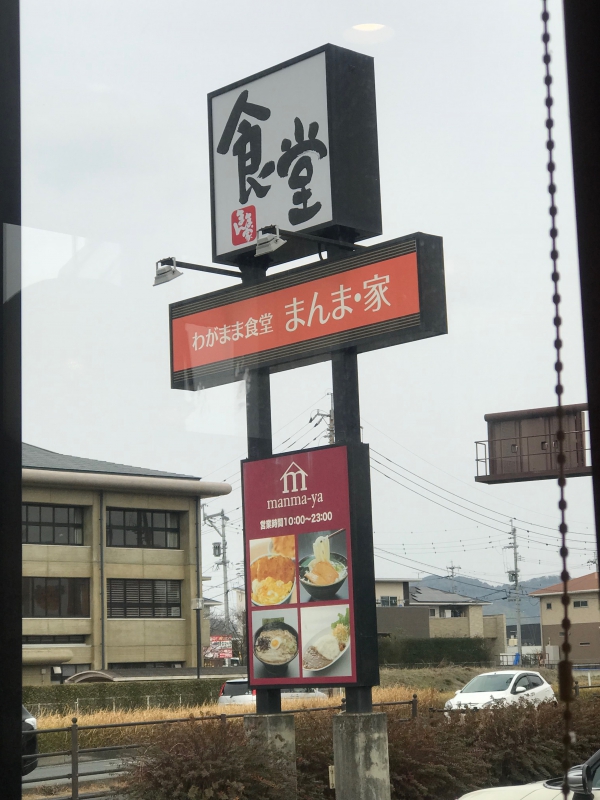 食堂
わがまま食堂 まんま・家
manma-ya
営業時間10:00〜23:00